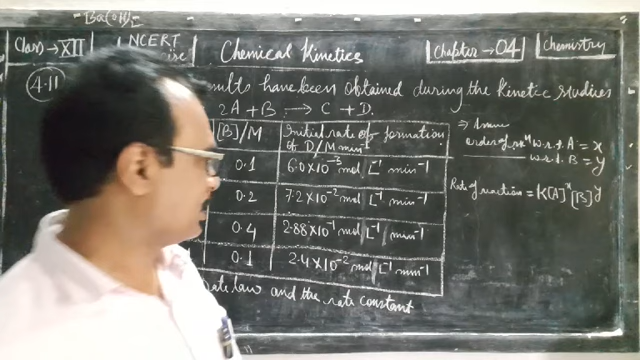 Ba(OH)2
Class → XII
NCERT
Chemical Kinetics
Chapter → 04
Chemistry
4.11
have been obtained during the kinetic studies
2A + B → C + D
[B]/M
Initial rate of formation
of D/M min⁻¹
0.1
6.0×10⁻³ mol L⁻¹ min⁻¹
0.2
7.2×10⁻² mol L⁻¹ min⁻¹
0.4
2.88×10⁻¹ mol L⁻¹ min⁻¹
0.1
2.4×10⁻² mol L⁻¹ min⁻¹
law and the rate constant
order of rxⁿ w.r.t. A = x
w.r.t. B = y
Rate of reaction = K[A]ˣ[B]ʸ